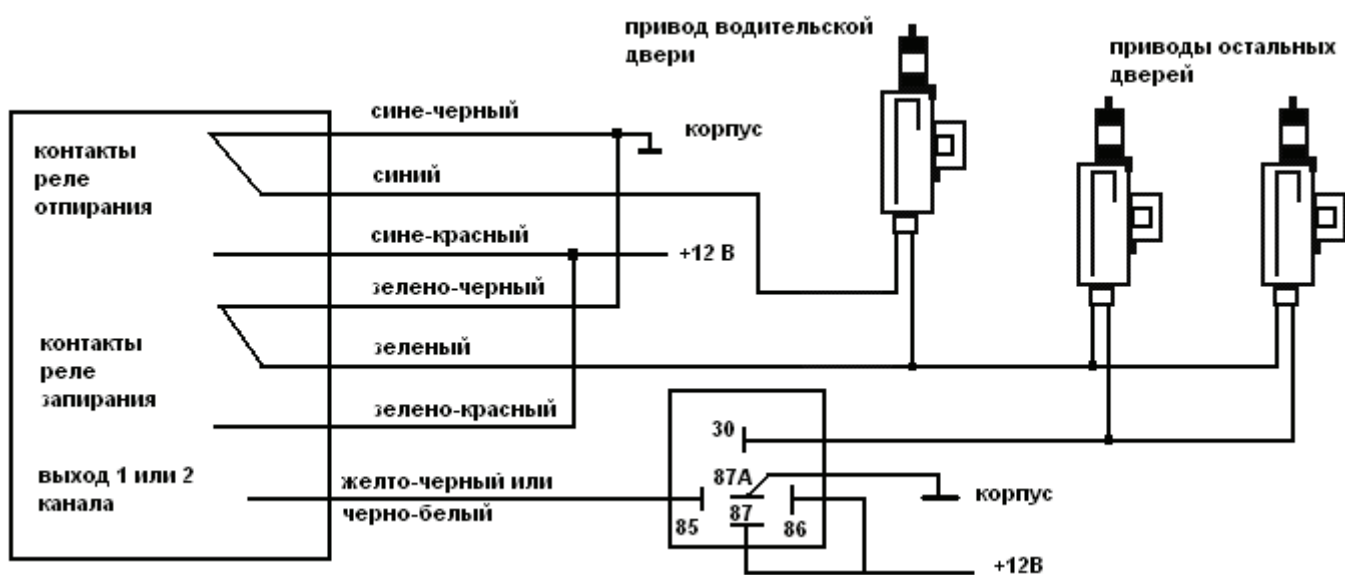 привод водительской
двери
приводы остальных
дверей
сине-черный
корпус
контакты
реле
отпирания
синий
сине-красный
+12 В
зелено-черный
контакты
реле
запирания
зеленый
зелено-красный
30
выход 1 или 2
канала
желто-черный или
черно-белый
87А
85
87
86
корпус
+12В